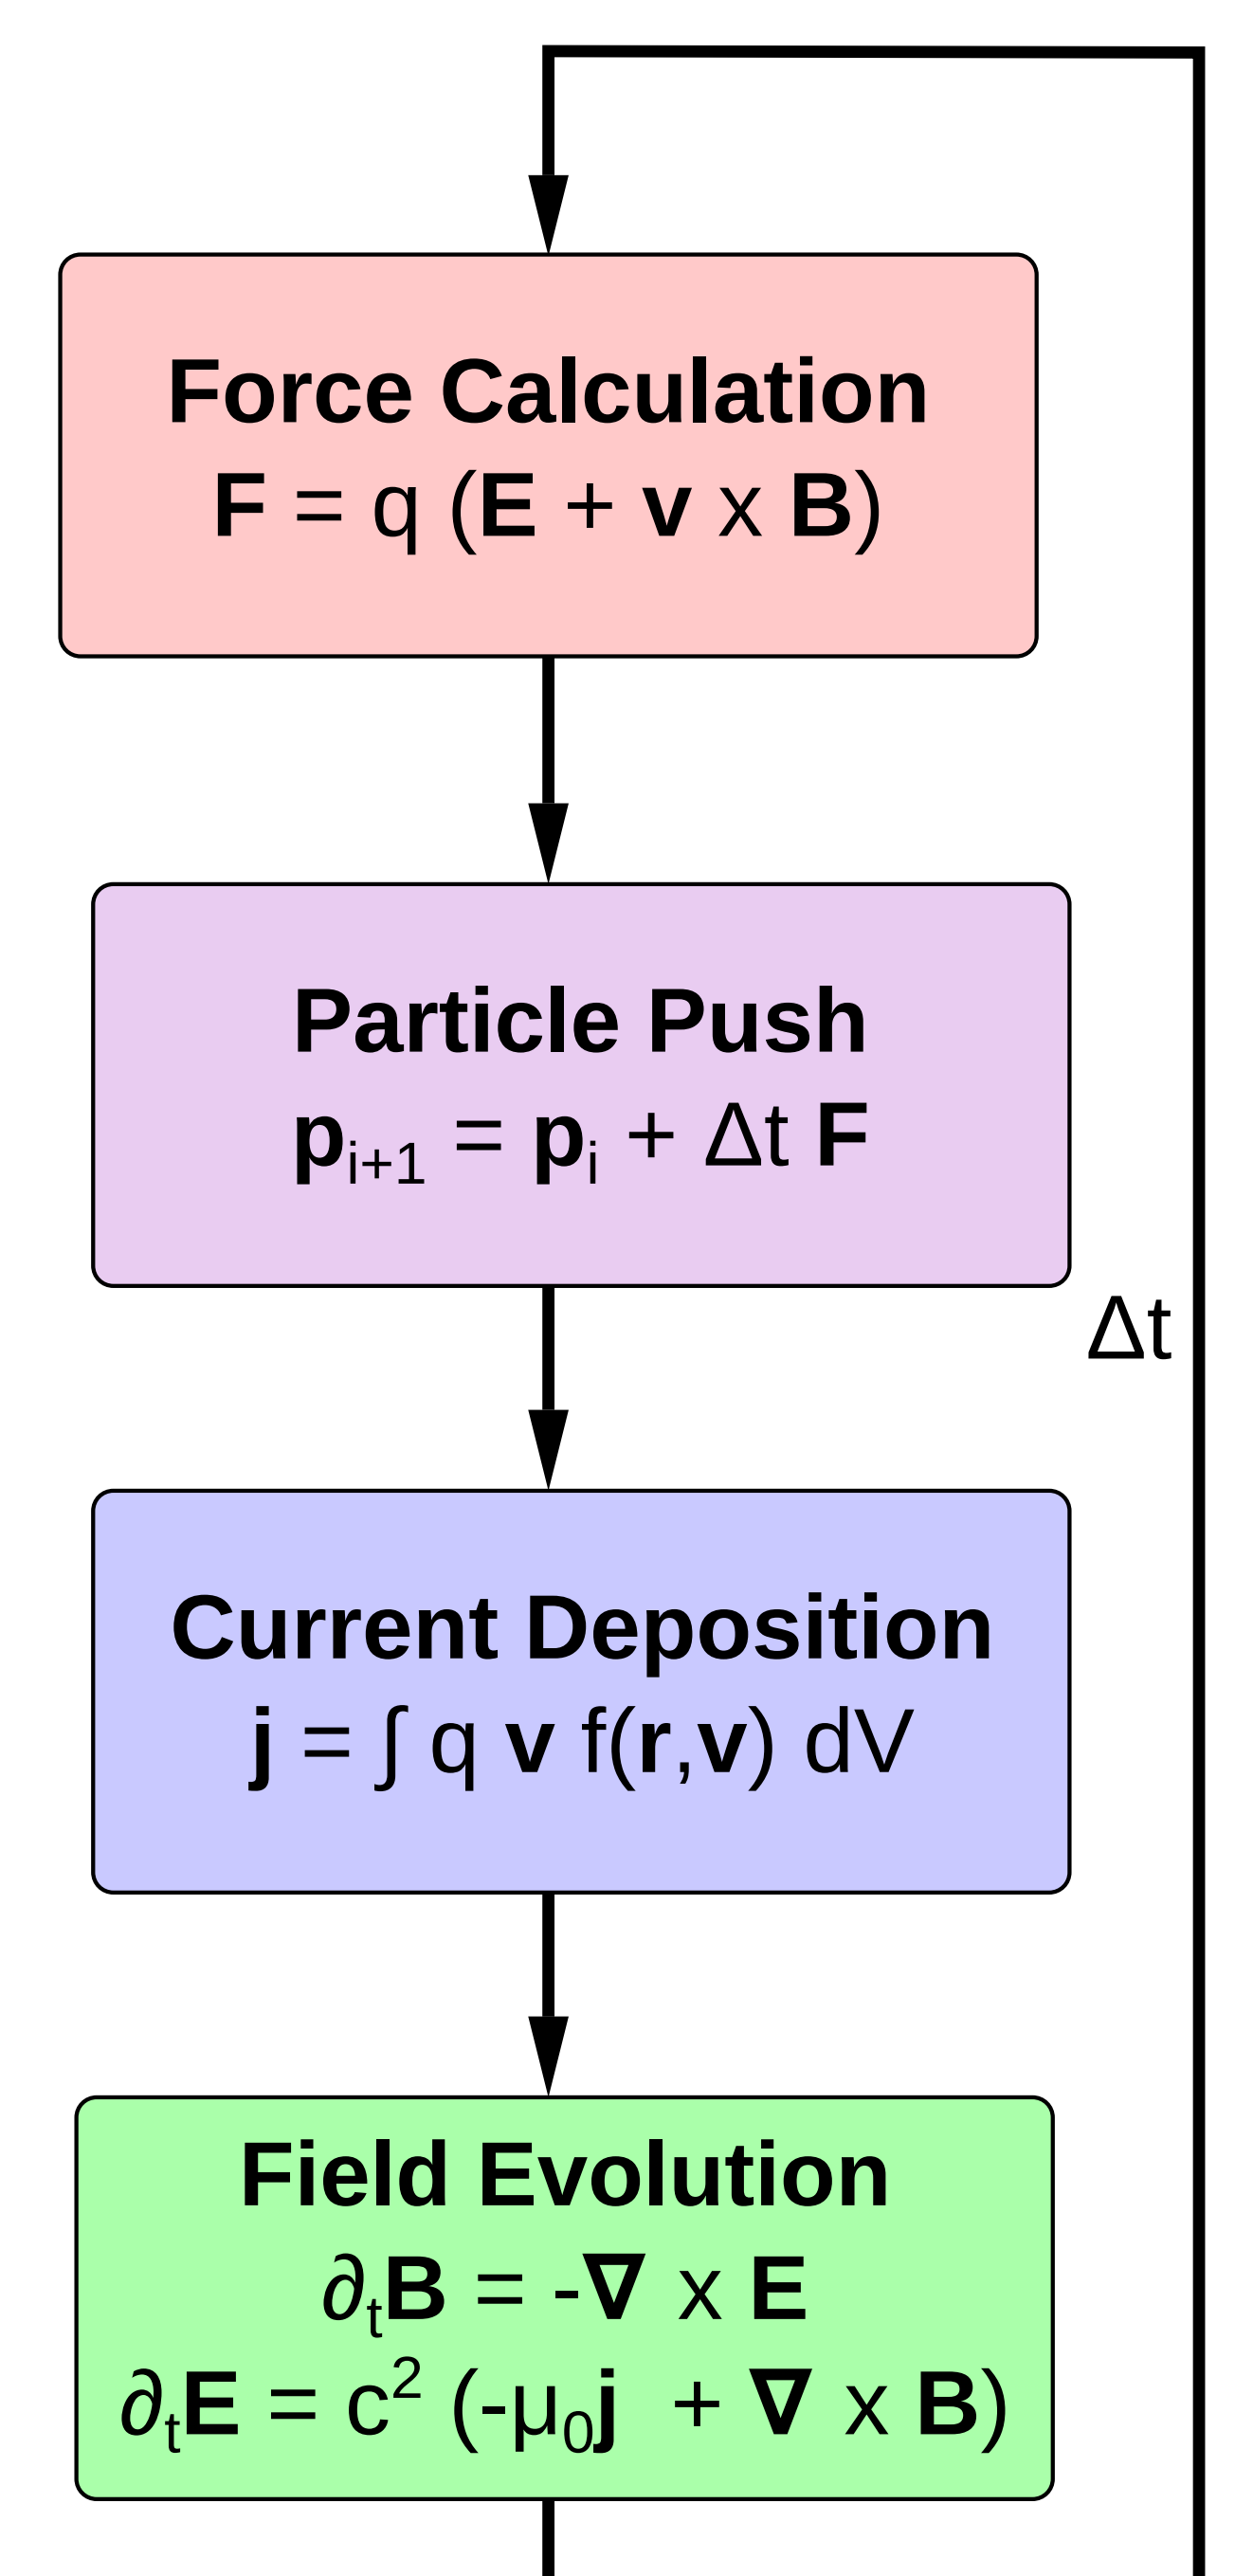 Force Calculation
F = q (E + v x B)
Particle Push
pᵢ₊₁ = pᵢ + Δt F
Δt
Current Deposition
j = ∫ q v f(r,v) dV
Field Evolution
∂ₜB = -∇ x E
∂ₜE = c² (-μ₀j + ∇ x B)